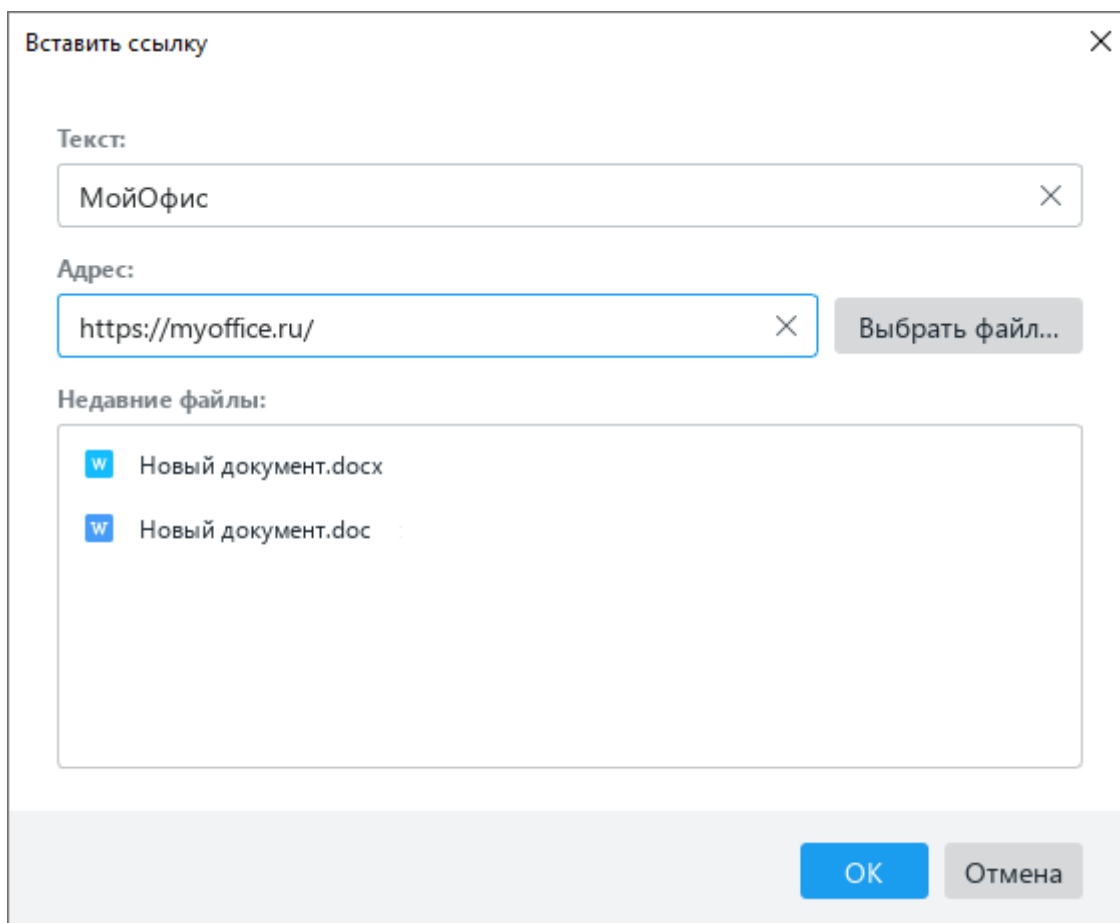 Вставить ссылку
Текст:
МойОфис
Адрес:
https://myoffice.ru/
Выбрать файл...
Недавние файлы:
W Новый документ.docx
W Новый документ.doc
ОК Отмена